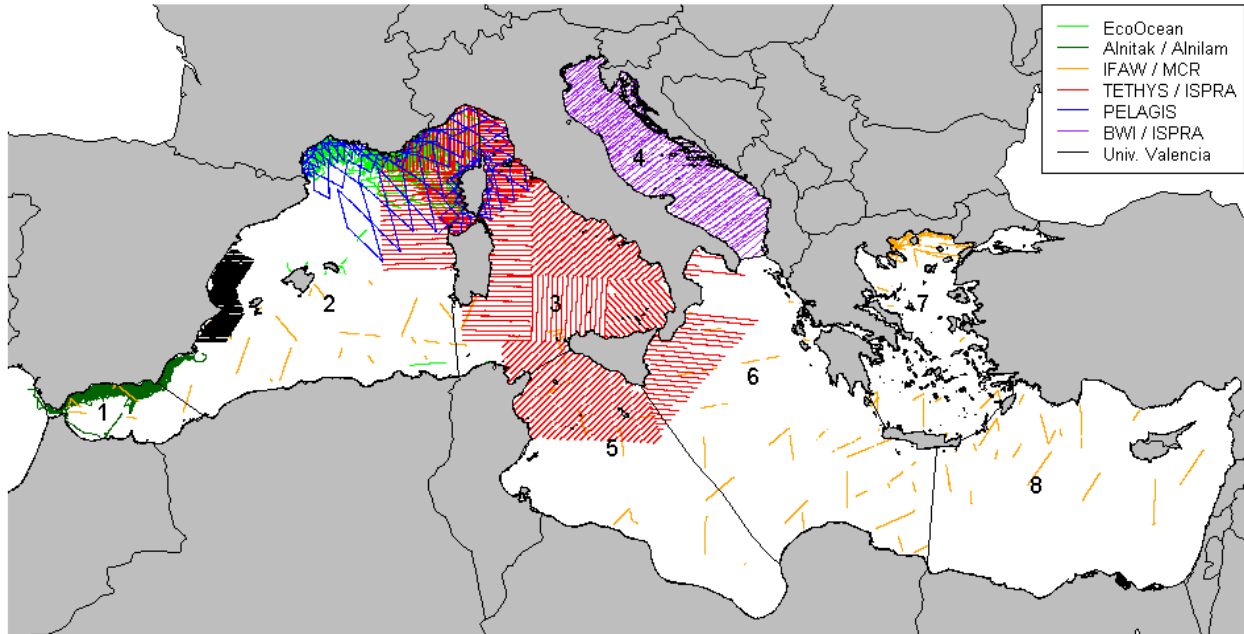 EcoOcean
Alnitak / Alnilam
IFAW / MCR
TETHYS / ISPRA
PELAGIS
BWI / ISPRA
Univ. Valencia
4
2
3
7
6
1
5
8